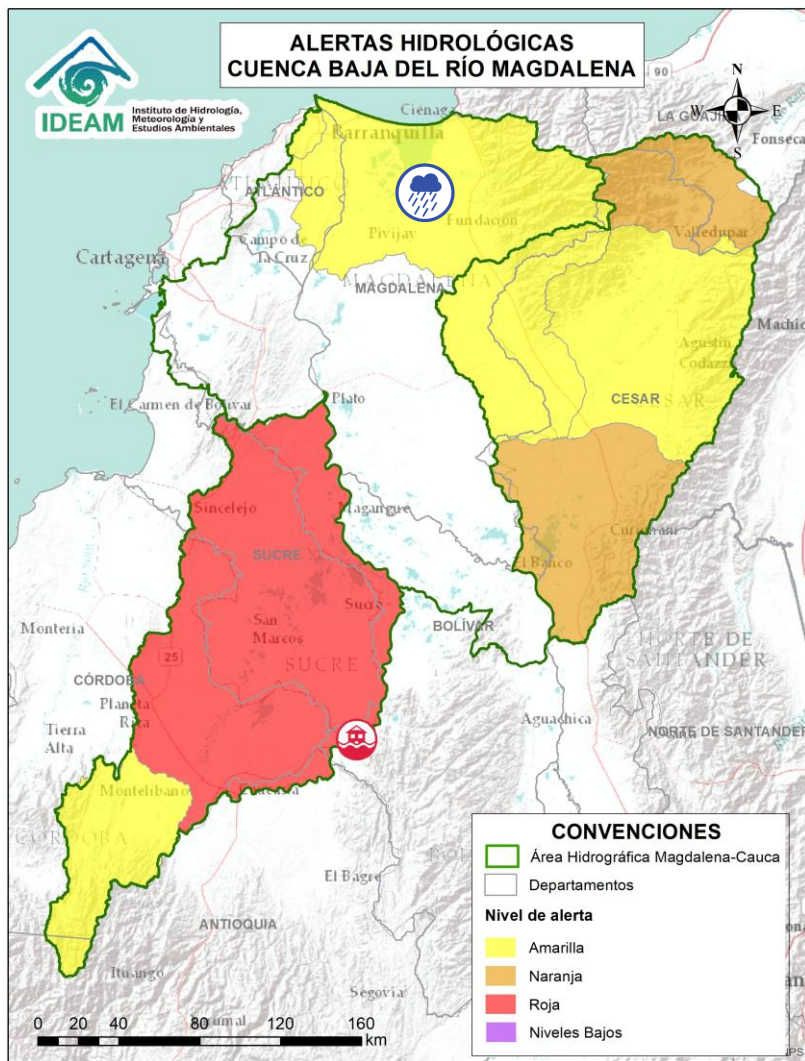 ALERTAS HIDROLÓGICAS
CUENCA BAJA DEL RÍO MAGDALENA
IDEAM
Instituto de Hidrología,
Meteorología y
Estudios Ambientales
90
N
W
E
S
LA GUAJI
Fonseca
Ciénaga
Barranquilla
ATLÁNTICO
Cartagena
Campo de
la Cruz
Pivijay
Fundación
MAGDALENA
MAGDALENA
Valledupar
Agustín
Codazzi
CESAR
El Carmen de Bolívar
Plato
Sincelejo
Magangue
SUCRE
El Banco
San
Marcos
Sucre
SUCRE
BOLÍVAR
NORTE DE
SANTANDER
Montería
25
CÓRDOBA
Planeta
Rica
Tierra
Alta
Aguachica
NORTE DE SANTANDER
Montelibano
El Bagre
ANTIOQUIA
Ituango
Segovia
CONVENCIONES
Área Hidrográfica Magdalena-Cauca
Departamentos
Nivel de alerta
Amarilla
Naranja
Roja
Niveles Bajos
0 20 40 80 120 160
km